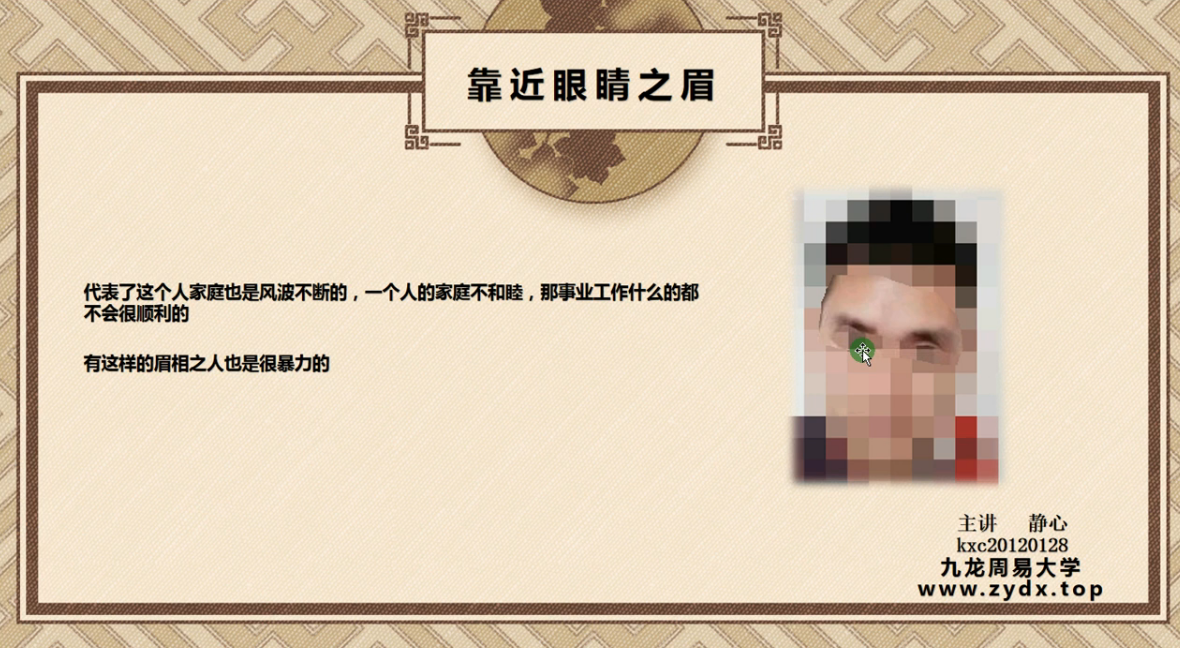 靠近眼睛之眉
代表了这个人家庭也是风波不断的，一个人的家庭不和睦，那事业工作什么的都
不会很顺利的
有这样的眉相之人也是很暴力的
主讲 静心
kxc20120128
九龙周易大学
www.zydx.top